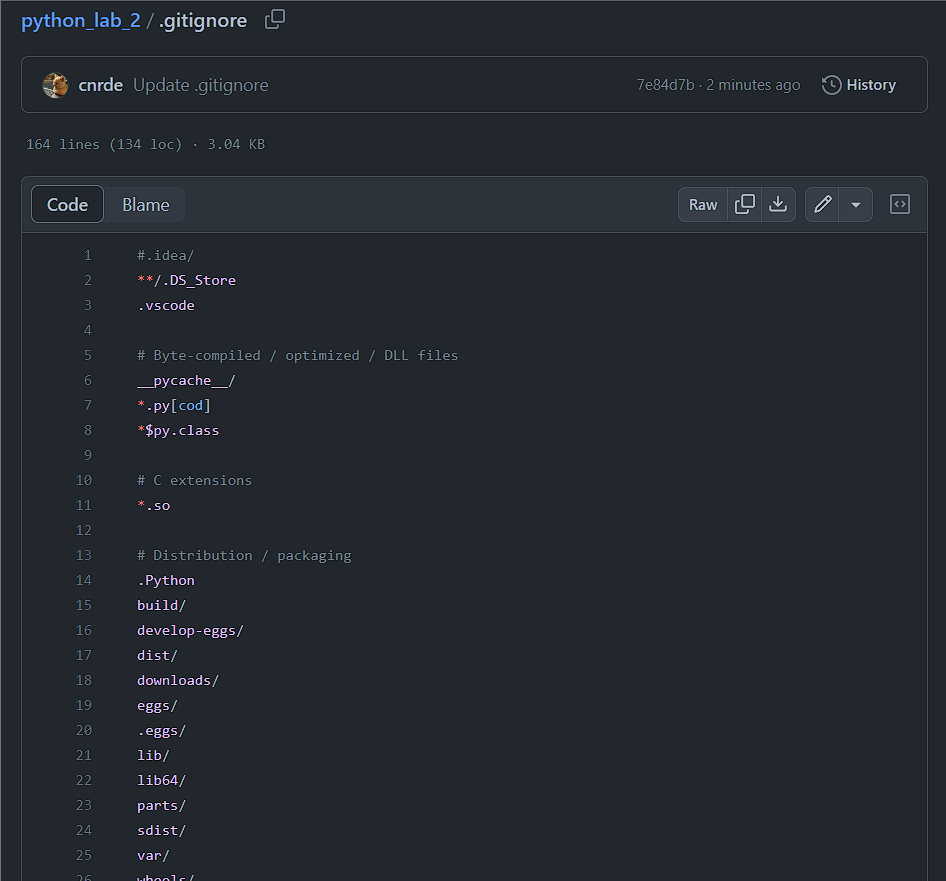 python_lab_2 / .gitignore
cnrde Update .gitignore 7e84d7b · 2 minutes ago History
164 lines (134 loc) · 3.04 KB
Code Blame Raw
1 #.idea/
2 **/.DS_Store
3 .vscode
4
5 # Byte-compiled / optimized / DLL files
6 __pycache__/
7 *.py[cod]
8 *$py.class
9
10 # C extensions
11 *.so
12
13 # Distribution / packaging
14 .Python
15 build/
16 develop-eggs/
17 dist/
18 downloads/
19 eggs/
20 .eggs/
21 lib/
22 lib64/
23 parts/
24 sdist/
25 var/
26 wheels/